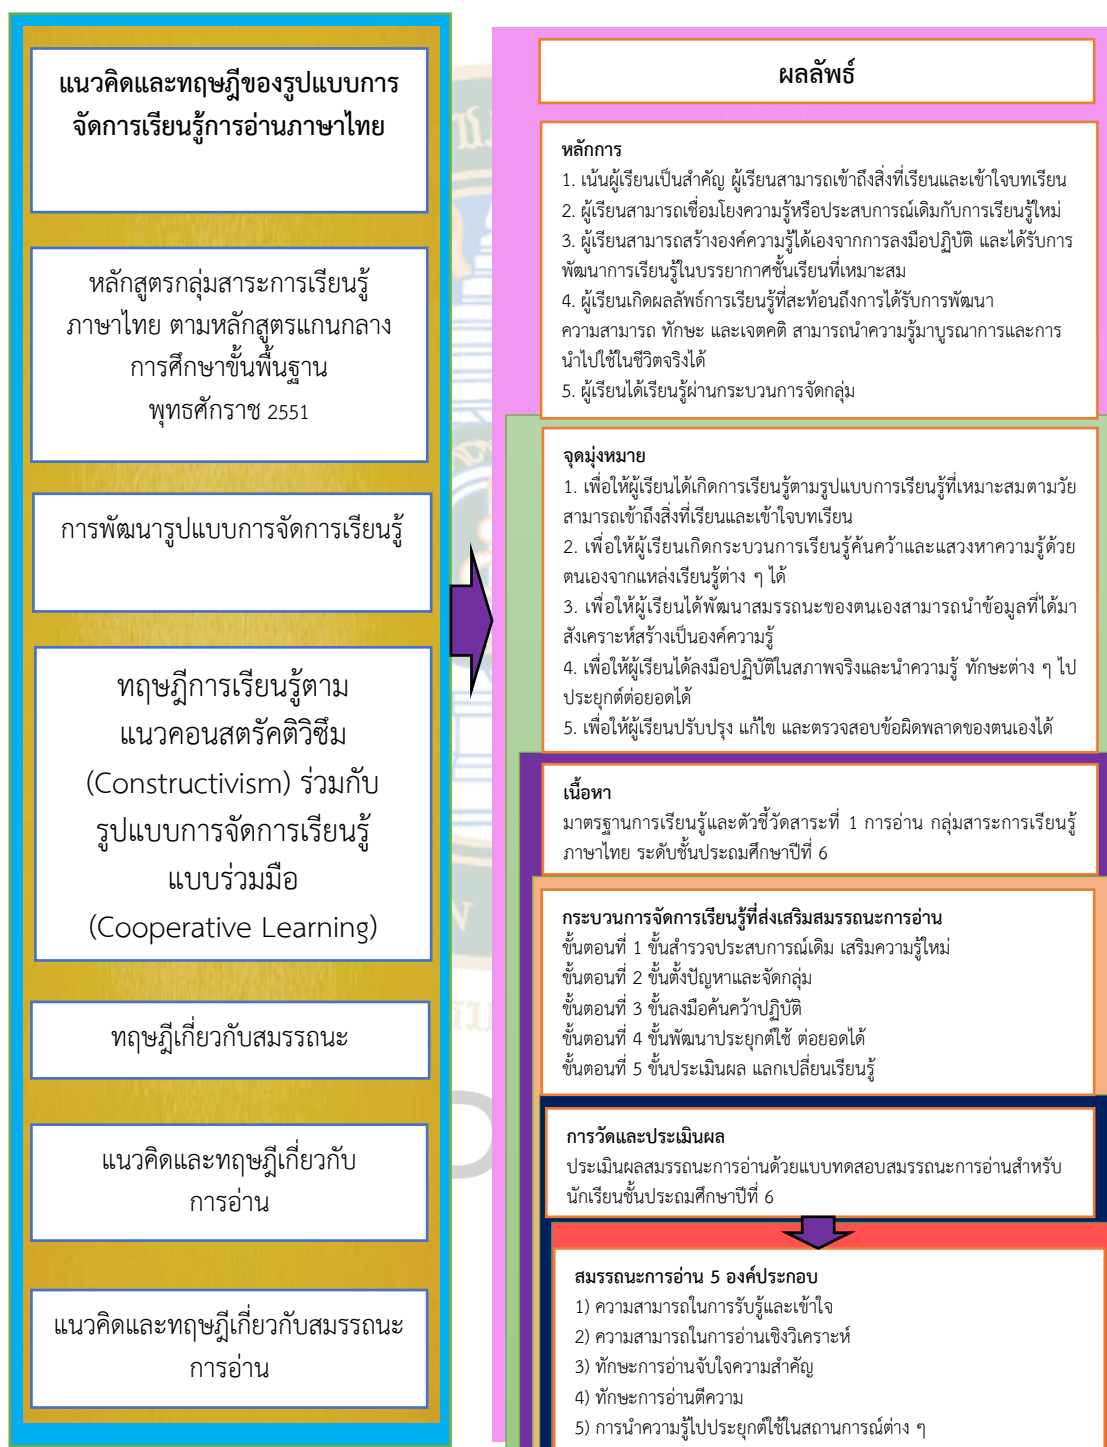 แนวคิดและทฤษฎีของรูปแบบการ
จัดการเรียนรู้การอ่านภาษาไทย
หลักสูตรกลุ่มสาระการเรียนรู้
ภาษาไทย ตามหลักสูตรแกนกลาง
การศึกษาขั้นพื้นฐาน
พุทธศักราช 2551
การพัฒนารูปแบบการจัดการเรียนรู้
ทฤษฎีการเรียนรู้ตาม
แนวคอนสตรัคติวิซึม
(Constructivism) ร่วมกับ
รูปแบบการจัดการเรียนรู้
แบบร่วมมือ
(Cooperative Learning)
ทฤษฎีเกี่ยวกับสมรรถนะ
แนวคิดและทฤษฎีเกี่ยวกับ
การอ่าน
แนวคิดและทฤษฎีเกี่ยวกับสมรรถนะ
การอ่าน
ผลลัพธ์
หลักการ
1. เน้นผู้เรียนเป็นสำคัญ ผู้เรียนสามารถเข้าถึงสิ่งที่เรียนและเข้าใจบทเรียน
2. ผู้เรียนสามารถเชื่อมโยงความรู้หรือประสบการณ์เดิมกับการเรียนรู้ใหม่
3. ผู้เรียนสามารถสร้างองค์ความรู้ได้เองจากการลงมือปฏิบัติ และได้รับการ
พัฒนาการเรียนรู้ในบรรยากาศชั้นเรียนที่เหมาะสม
4. ผู้เรียนเกิดผลลัพธ์การเรียนรู้ที่สะท้อนถึงการได้รับการพัฒนา
ความสามารถ ทักษะ และเจตคติ สามารถนำความรู้มาบูรณาการและการ
นำไปใช้ในชีวิตจริงได้
5. ผู้เรียนได้เรียนรู้ผ่านกระบวนการจัดกลุ่ม
จุดมุ่งหมาย
1. เพื่อให้ผู้เรียนได้เกิดการเรียนรู้ตามรูปแบบการเรียนรู้ที่เหมาะสมตามวัย
สามารถเข้าถึงสิ่งที่เรียนและเข้าใจบทเรียน
2. เพื่อให้ผู้เรียนเกิดกระบวนการเรียนรู้ค้นคว้าและแสวงหาความรู้ด้วย
ตนเองจากแหล่งเรียนรู้ต่าง ๆ ได้
3. เพื่อให้ผู้เรียนได้พัฒนาสมรรถนะของตนเองสามารถนำข้อมูลที่ได้มา
สังเคราะห์สร้างเป็นองค์ความรู้
4. เพื่อให้ผู้เรียนได้ลงมือปฏิบัติในสภาพจริงและนำความรู้ ทักษะต่าง ๆ ไป
ประยุกต์ต่อยอดได้
5. เพื่อให้ผู้เรียนปรับปรุง แก้ไข และตรวจสอบข้อผิดพลาดของตนเองได้
เนื้อหา
มาตรฐานการเรียนรู้และตัวชี้วัดสาระที่ 1 การอ่าน กลุ่มสาระการเรียนรู้
ภาษาไทย ระดับชั้นประถมศึกษาปีที่ 6
กระบวนการจัดการเรียนรู้ที่ส่งเสริมสมรรถนะการอ่าน
ขั้นตอนที่ 1 ขั้นสำรวจประสบการณ์เดิม เสริมความรู้ใหม่
ขั้นตอนที่ 2 ขั้นตั้งปัญหาและจัดกลุ่ม
ขั้นตอนที่ 3 ขั้นลงมือค้นคว้าปฏิบัติ
ขั้นตอนที่ 4 ขั้นพัฒนาประยุกต์ใช้ ต่อยอดได้
ขั้นตอนที่ 5 ขั้นประเมินผล แลกเปลี่ยนเรียนรู้
การวัดและประเมินผล
ประเมินผลสมรรถนะการอ่านด้วยแบบทดสอบสมรรถนะการอ่านสำหรับ
นักเรียนชั้นประถมศึกษาปีที่ 6
สมรรถนะการอ่าน 5 องค์ประกอบ
1) ความสามารถในการรับรู้และเข้าใจ
2) ความสามารถในการอ่านเชิงวิเคราะห์
3) ทักษะการอ่านจับใจความสำคัญ
4) ทักษะการอ่านตีความ
5) การนำความรู้ไปประยุกต์ใช้ในสถานการณ์ต่าง ๆ